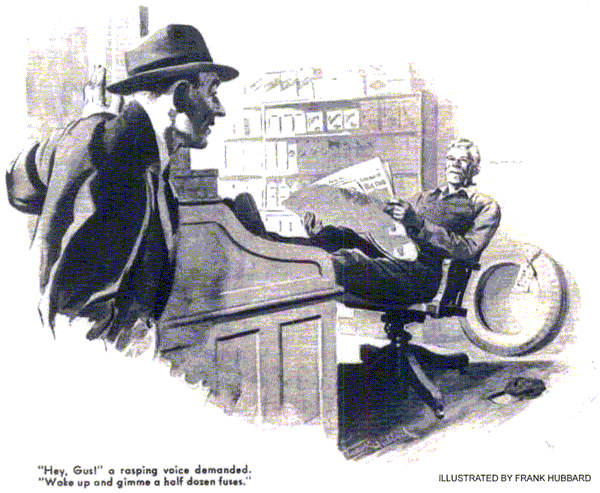 "Hey, Gus!" a rasping voice demanded.
"Wake up and gimme a half dozen fuses."
ILLUSTRATED BY FRANK HUBBARD